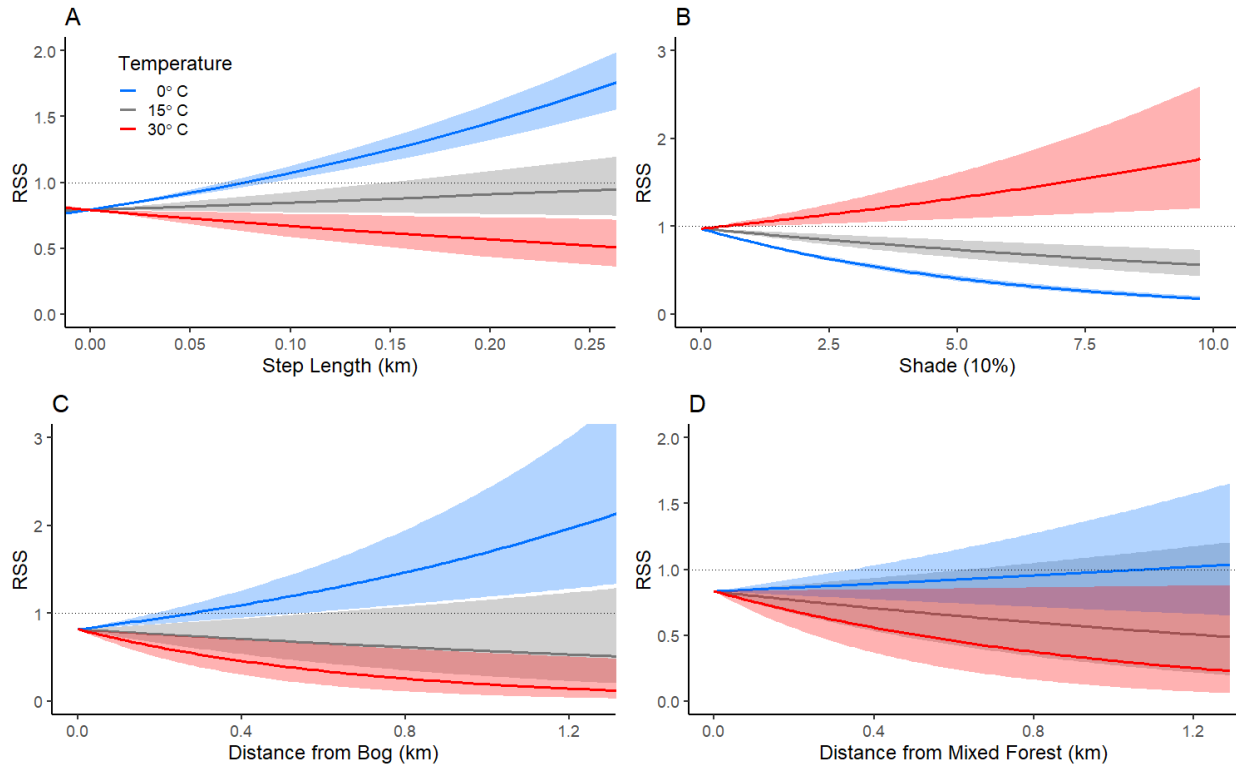 A
Temperature
0° C
15° C
30° C
2.0
1.5
1.0
0.5
0.0
RSS
0.00 0.05 0.10 0.15 0.20 0.25
Step Length (km)
B
3
2
1
0
RSS
0.0 2.5 5.0 7.5 10.0
Shade (10%)
C
3
2
1
0
RSS
0.0 0.4 0.8 1.2
Distance from Bog (km)
D
2.0
1.5
1.0
0.5
0.0
RSS
0.0 0.4 0.8 1.2
Distance from Mixed Forest (km)